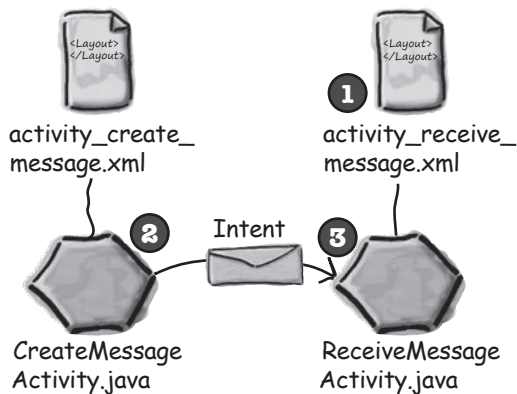 <Layout>
</Layout>
<Layout>
</Layout>
1
activity_create_
message.xml
activity_receive_
message.xml
2
Intent
3
CreateMessage
Activity.java
ReceiveMessage
Activity.java